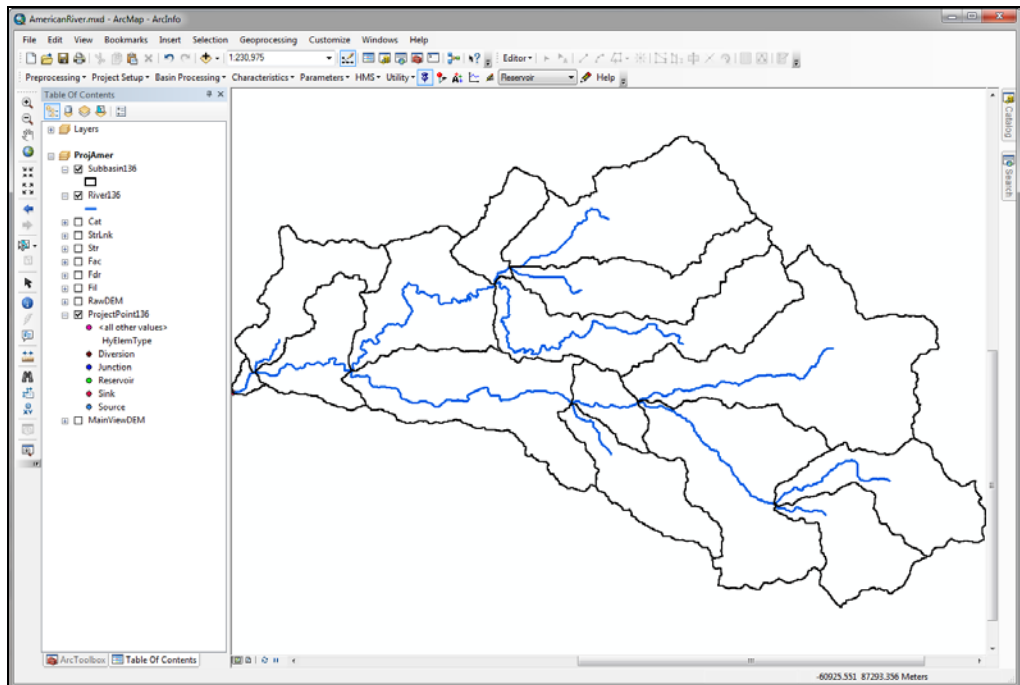 AmericanRiver.mxd - ArcMap - ArcInfo
File Edit View Bookmarks Insert Selection Geoprocessing Customize Windows Help
1:230,975
Editor
Preprocessing Project Setup Basin Processing Characteristics Parameters HMS Utility Reservoir Help
Table Of Contents
Layers
ProjAmer
Subbasin136
River136
Cat
StrLnk
Str
Fac
Fdr
Fil
RawDEM
ProjectPoint136
<all other values>
HyElemType
Diversion
Junction
Reservoir
Sink
Source
MainViewDEM
Catalog
Search
ArcToolbox Table Of Contents
-60925.551 87293.356 Meters